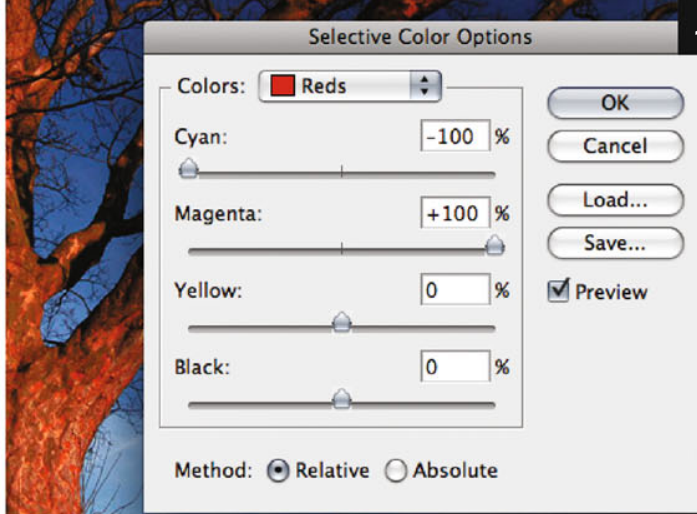 Selective Color Options
Colors: Reds
Cyan: -100 %
Magenta: +100 %
Yellow: 0 %
Black: 0 %
Method: Relative Absolute
OK
Cancel
Load...
Save...
Preview